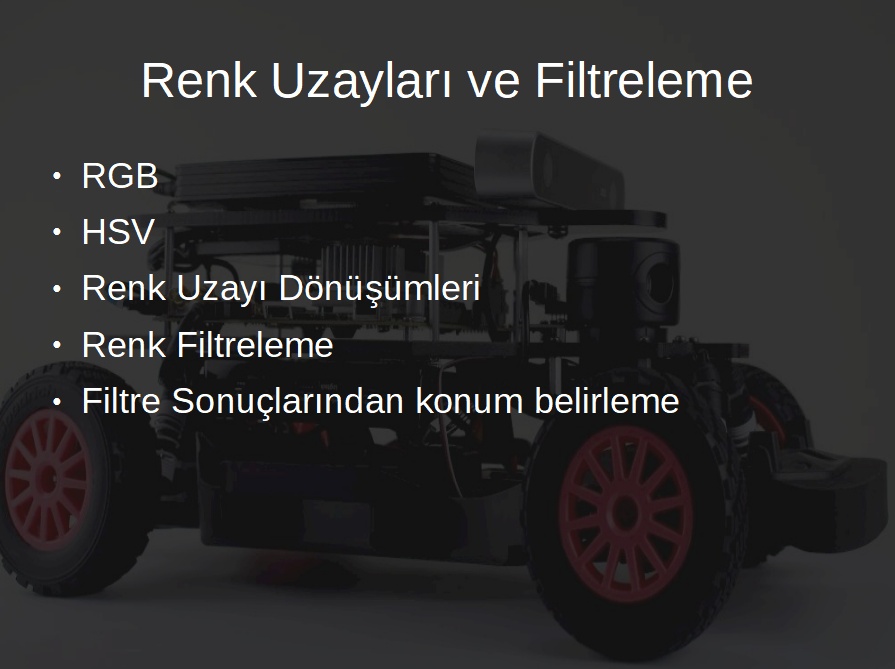 Renk Uzayları ve Filtreleme
• RGB
• HSV
• Renk Uzayı Dönüşümleri
• Renk Filtreleme
• Filtre Sonuçlarından konum belirleme